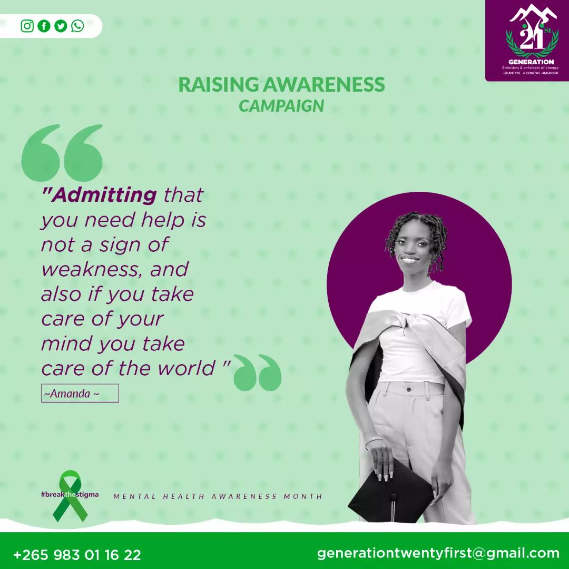 21
GENERATION
RAISING AWARENESS
CAMPAIGN
"Admitting that
you need help is
not a sign of
weakness, and
also if you take
care of your
mind you take
care of the world "
~Amanda ~
#breakthestigma
MENTAL HEALTH AWARENESS MONTH
+265 983 01 16 22
generationtwentyfirst@gmail.com